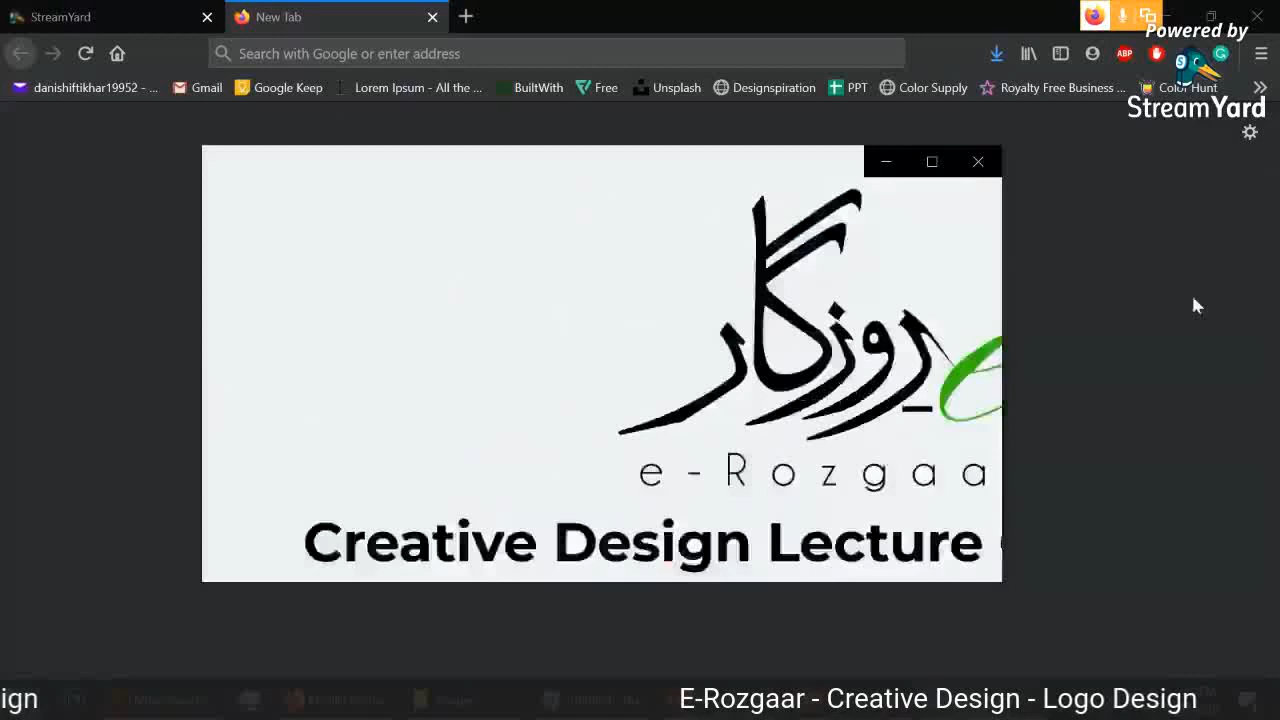 StreamYard
New Tab
Powered by
Search with Google or enter address
ABP
danishiftikhar19952 - ...
Gmail
Google Keep
Lorem Ipsum - All the ...
BuiltWith
Free
Unsplash
Designspiration
PPT
Color Supply
Royalty Free Business ...
Color Hunt
StreamYard
روزگار
e
e-Rozgaa
Creative Design Lecture
ign
E-Rozgaar - Creative Design - Logo Design